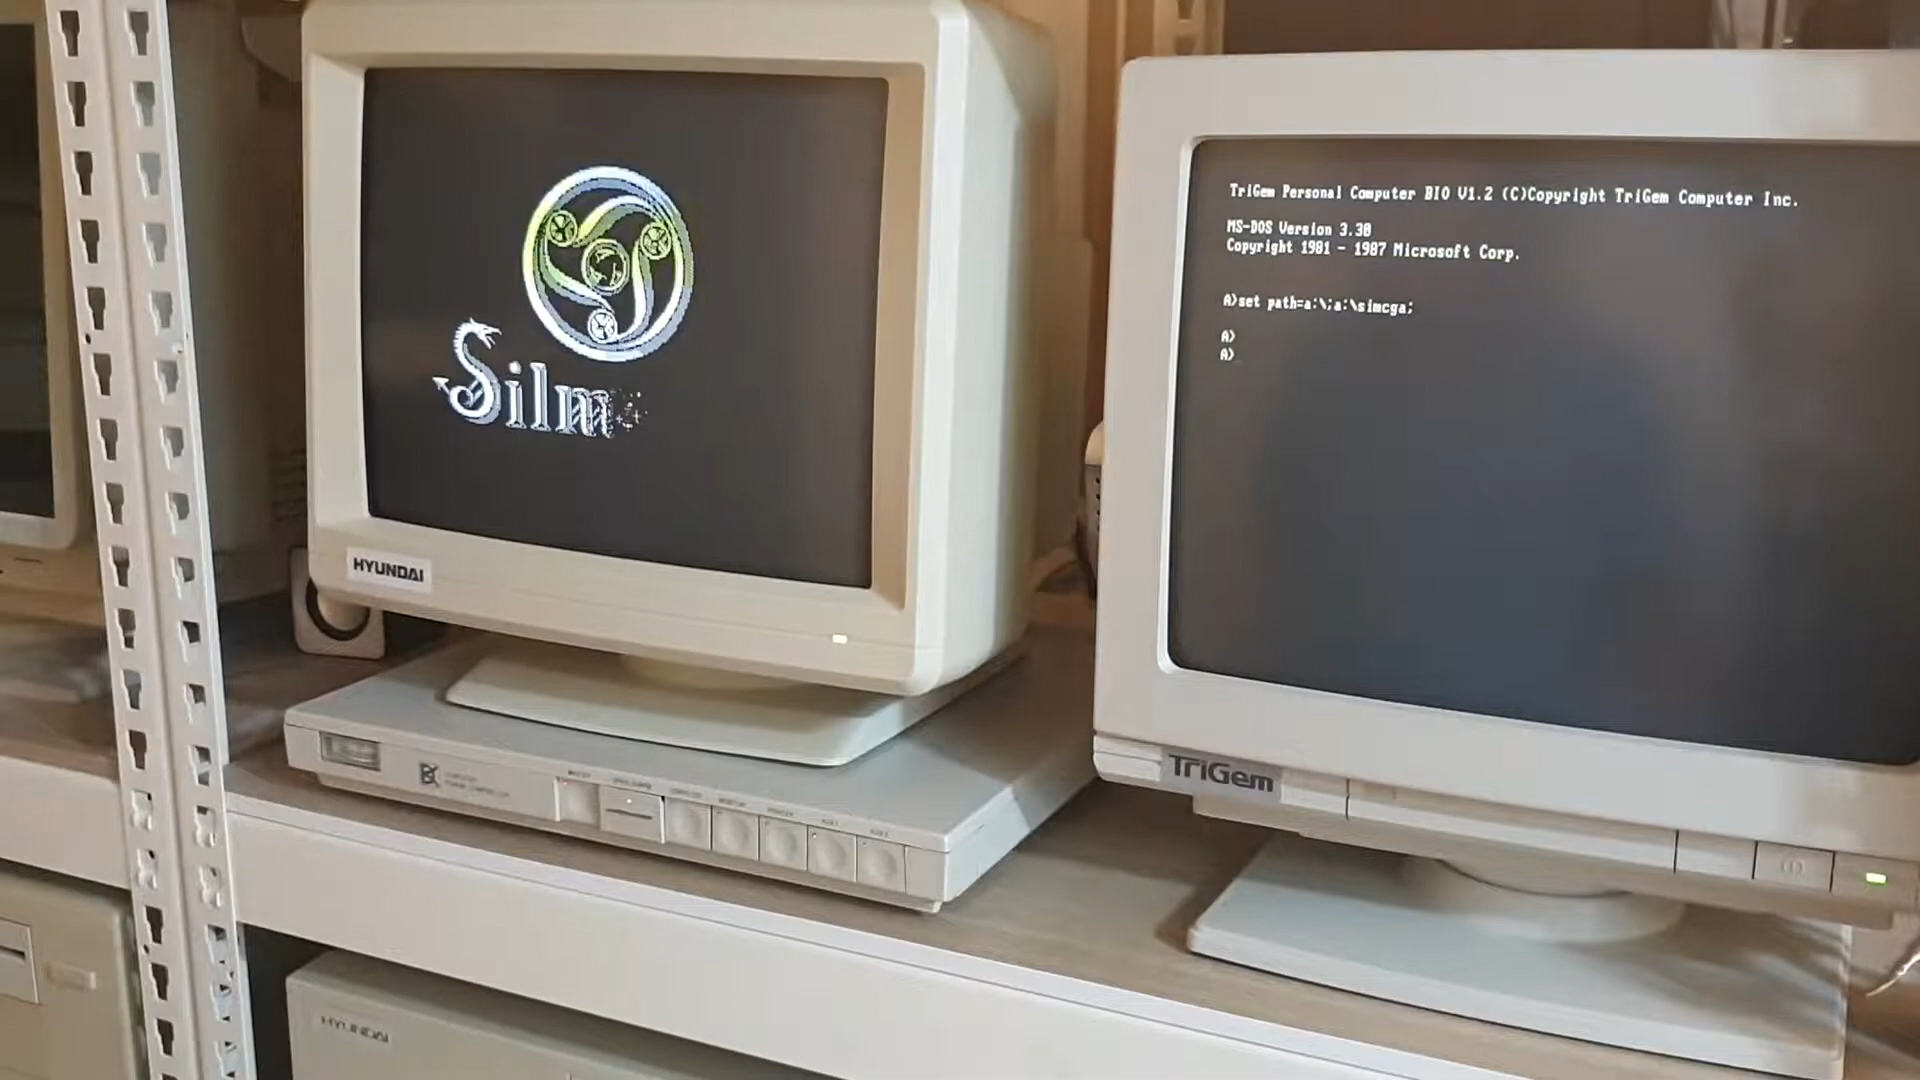 Silm
HYUNDAI
HYUNDAI
TriGem Personal Computer BIO V1.2 (C)Copyright TriGem Computer Inc.
MS-DOS Version 3.30
Copyright 1981 - 1987 Microsoft Corp.
A>set path=a:\;a:\simcga;
A>
A>
TriGem